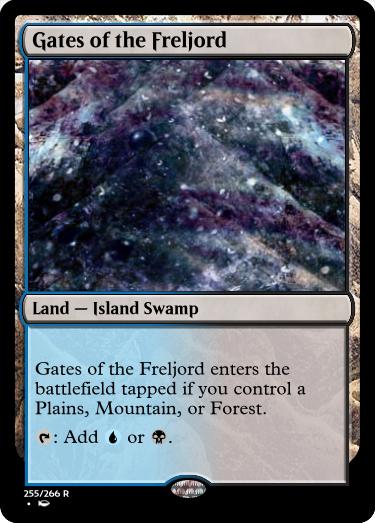 Gates of the Freljord
Land — Island Swamp
Gates of the Freljord enters the
battlefield tapped if you control a
Plains, Mountain, or Forest.
: Add or .
255/266 R